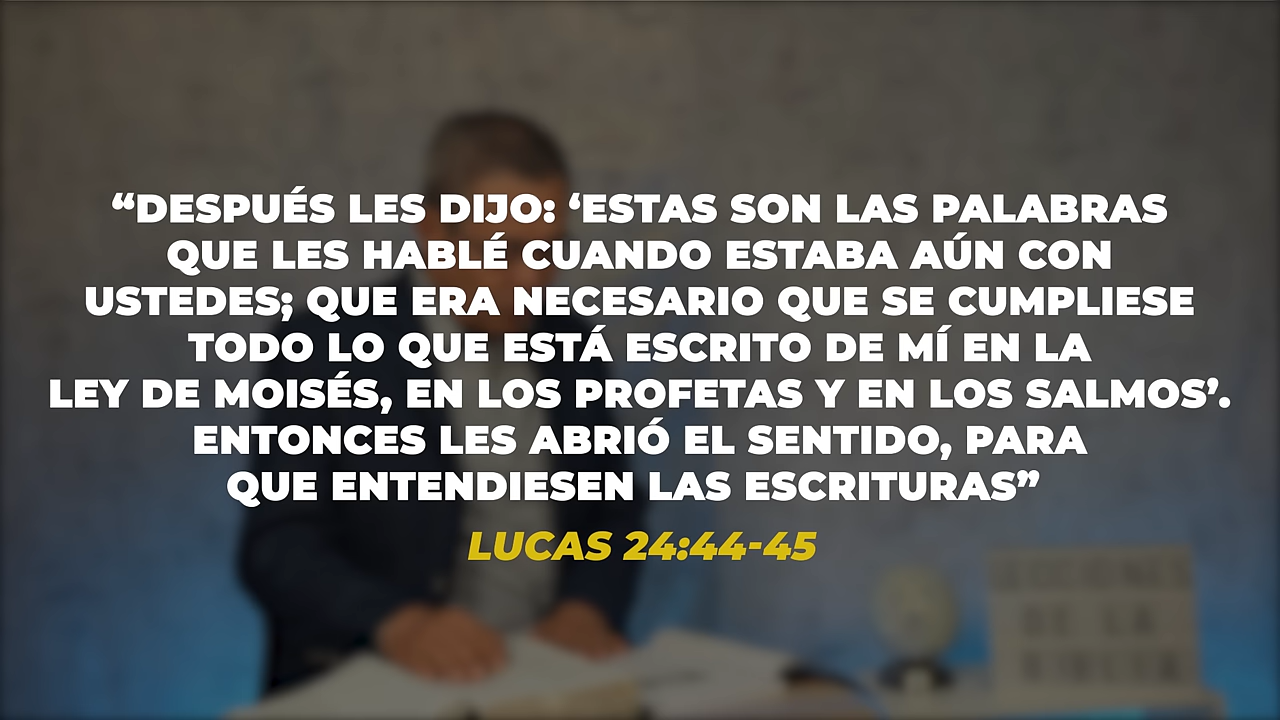 “DESPUÉS LES DIJO: ‘ESTAS SON LAS PALABRAS
QUE LES HABLÉ CUANDO ESTABA AÚN CON
USTEDES; QUE ERA NECESARIO QUE SE CUMPLIESE
TODO LO QUE ESTÁ ESCRITO DE MÍ EN LA
LEY DE MOISÉS, EN LOS PROFETAS Y EN LOS SALMOS’.
ENTONCES LES ABRIÓ EL SENTIDO, PARA
QUE ENTENDIESEN LAS ESCRITURAS”
LUCAS 24:44-45
DE LA